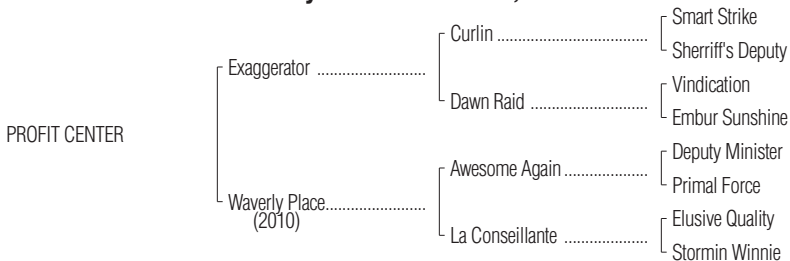 Smart Strike
Curlin ..........................................
Sherriff's Deputy
Exaggerator .............................
Vindication
Dawn Raid ................................
Embur Sunshine
PROFIT CENTER
Deputy Minister
Awesome Again .......................
Primal Force
Waverly Place...........................
(2010)
Elusive Quality
La Conseillante .......................
Stormin Winnie